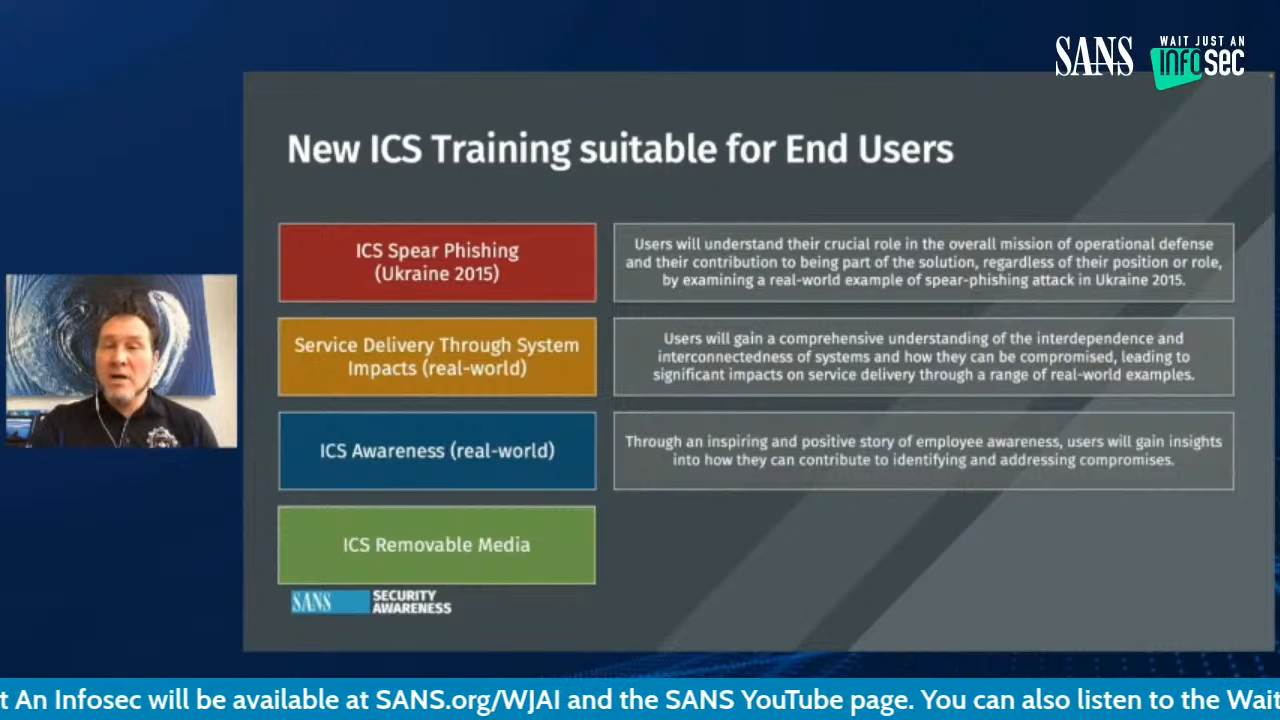 SANS
WAIT JUST AN
INFOSEC
New ICS Training suitable for End Users
ICS Spear Phishing
(Ukraine 2015)
Users will understand their crucial role in the overall mission of operational defense
and their contribution to being part of the solution, regardless of their position or role,
by examining a real-world example of spear-phishing attack in Ukraine 2015.
Service Delivery Through System
Impacts (real-world)
Users will gain a comprehensive understanding of the interdependence and
interconnectedness of systems and how they can be compromised, leading to
significant impacts on service delivery through a range of real-world examples.
ICS Awareness (real-world)
Through an inspiring and positive story of employee awareness, users will gain insights
into how they can contribute to identifying and addressing compromises.
ICS Removable Media
SANS
SECURITY
AWARENESS
t An Infosec will be available at SANS.org/WJAI and the SANS YouTube page. You can also listen to the Wait